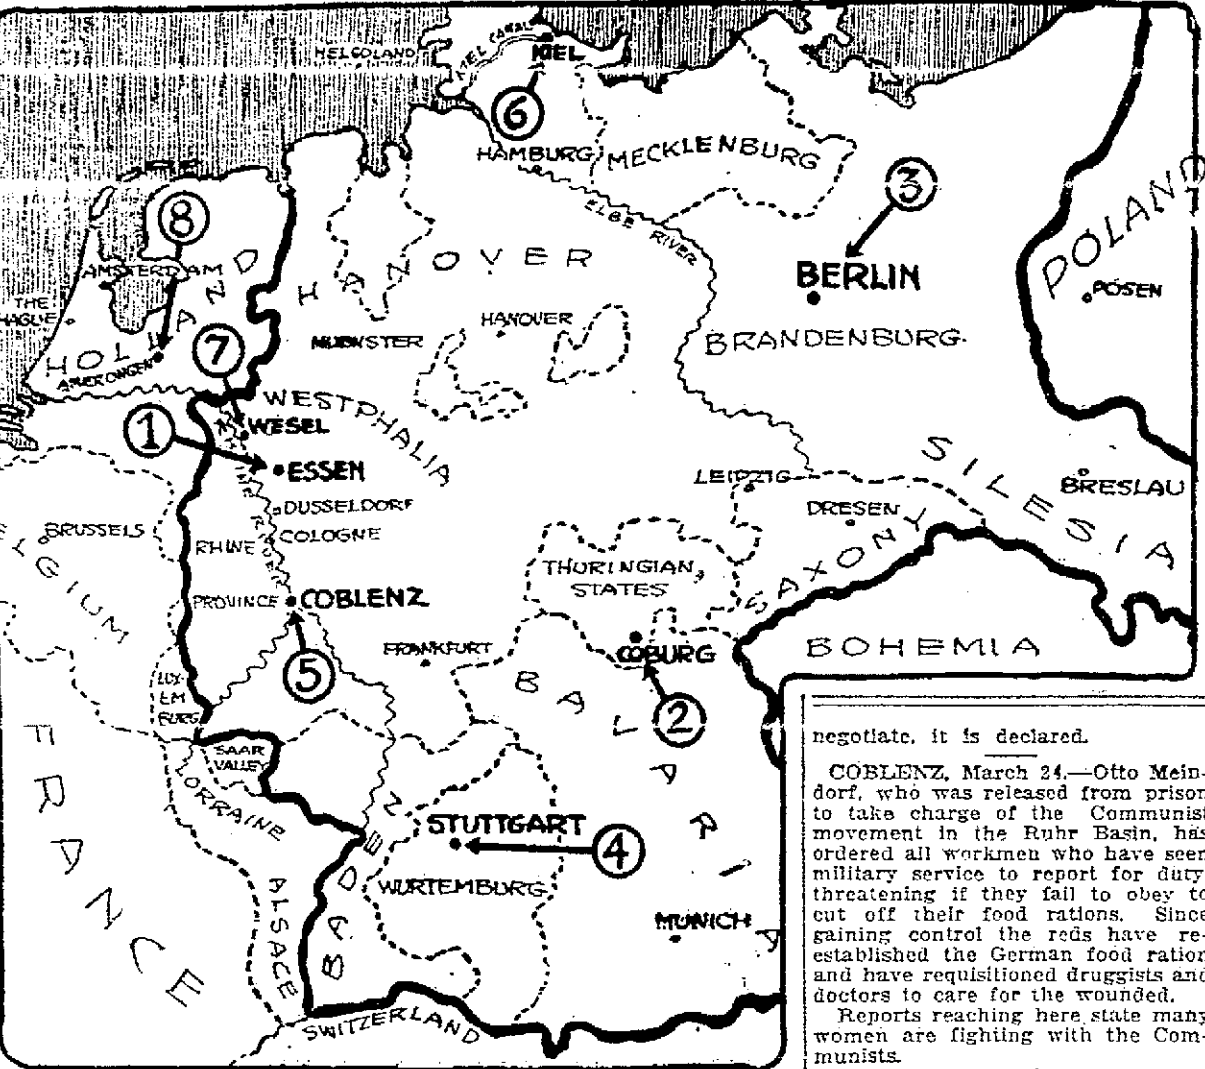 HELGOLAND
KIEL CANAL
KIEL
6
HAMBURG
MECKLENBURG
3
ELBE RIVER
8
POLAND
AMSTERDAM
HANOVER
BERLIN
POSEN
THE
HAGUE
HOLLAND
HANOVER
7
MUENSTER
BRANDENBURG
AMERONGEN
WESTPHALIA
1
WESEL
ESSEN
SILESIA
LEIPZIG
BRESLAU
DUSSELDORF
DRESEN
BRUSSELS
RHINE
COLOGNE
RHINE RIVER
ELGIUM
THURINGIAN
STATES
SAXONY
PROVINCE
COBLENZ
COBURG
BOHEMIA
FRANKFURT
5
LUX-
EM
BURG
BAVARIA
2
FRANCE
SAAR
VALLEY
LORRAINE
STUTTGART
4
BADEN
WURTEMBURG
ALSACE
MUNICH
SWITZERLAND
negotiate, it is declared.
COBLENZ, March 24.—Otto Mein-
dorf, who was released from prison
to take charge of the Communist
movement in the Ruhr Basin, has
ordered all workmen who have seen
military service to report for duty
threatening if they fail to obey to
cut off their food rations. Since
gaining control the reds have re-
established the German food ration
and have requisitioned druggists and
doctors to care for the wounded.
Reports reaching here state many
women are fighting with the Com-
munists.